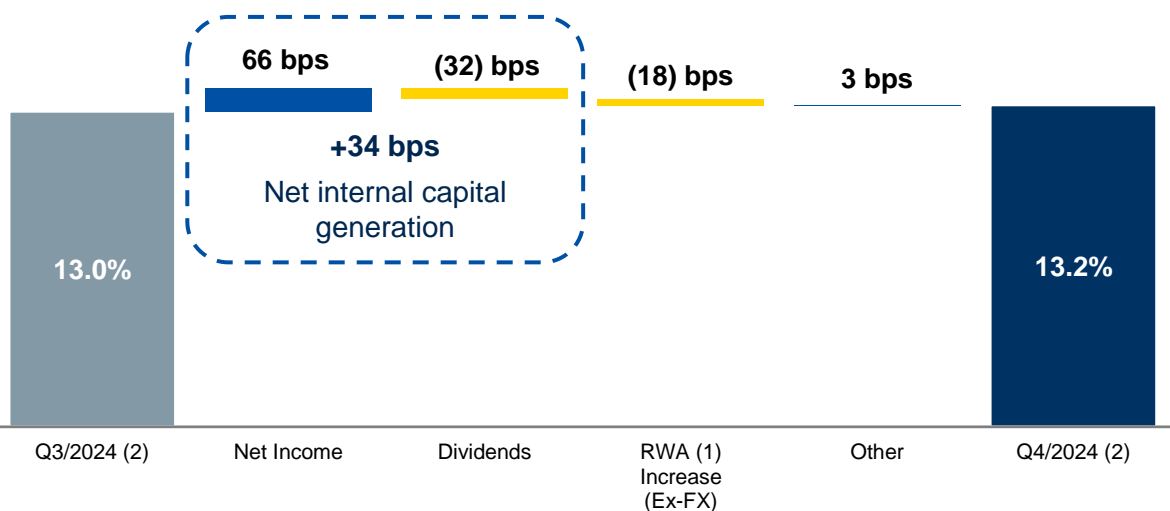 66 bps
(32) bps
(18) bps
3 bps
+34 bps
Net internal capital
generation
13.0%
13.2%
Q3/2024 (2)
Net Income
Dividends
RWA (1)
Increase
(Ex-FX)
Other
Q4/2024 (2)